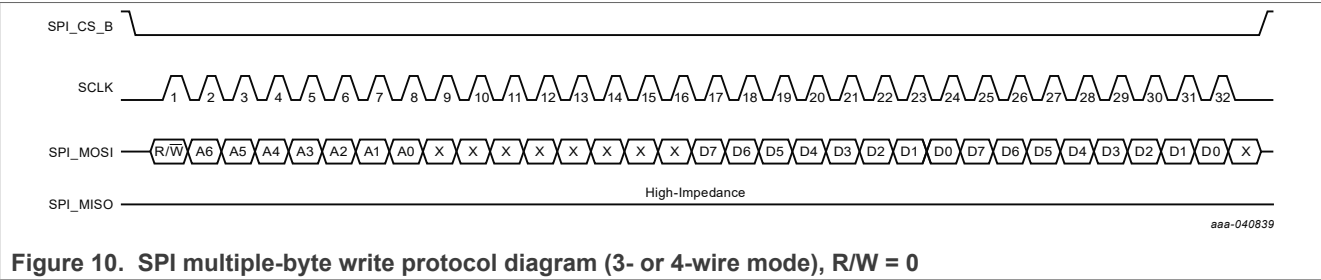 SPI_CS_B
SCLK
1 2 3 4 5 6 7 8 9 10 11 12 13 14 15 16 17 18 19 20 21 22 23 24 25 26 27 28 29 30 31 32
SPI_MOSI R/W̅ A6 A5 A4 A3 A2 A1 A0 X X X X X X X X D7 D6 D5 D4 D3 D2 D1 D0 D7 D6 D5 D4 D3 D2 D1 D0 X
High-Impedance
SPI_MISO
aaa-040839
Figure 10. SPI multiple-byte write protocol diagram (3- or 4-wire mode), R/W = 0